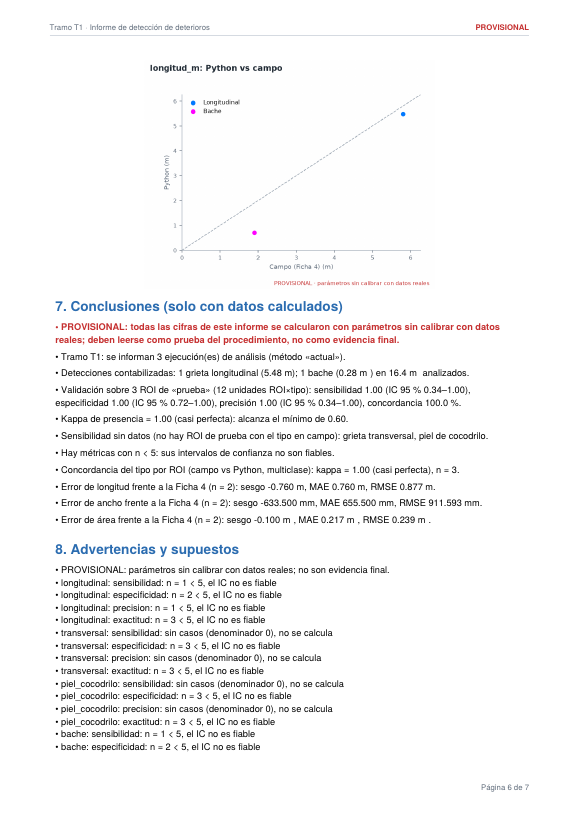 Tramo T1 · Informe de detección de deterioros
PROVISIONAL
longitud_m: Python vs campo
Longitudinal
Bache
6
5
4
3
2
1
0
Python (m)
0 1 2 3 4 5 6
Campo (Ficha 4) (m)
PROVISIONAL · parámetros sin calibrar con datos reales
7. Conclusiones (solo con datos calculados)
• PROVISIONAL: todas las cifras de este informe se calcularon con parámetros sin calibrar con datos
reales; deben leerse como prueba del procedimiento, no como evidencia final.
• Tramo T1: se informan 3 ejecución(es) de análisis (método «actual»).
• Detecciones contabilizadas: 1 grieta longitudinal (5.48 m); 1 bache (0.28 m ) en 16.4 m  analizados.
• Validación sobre 3 ROI de «prueba» (12 unidades ROI×tipo): sensibilidad 1.00 (IC 95 % 0.34–1.00),
especificidad 1.00 (IC 95 % 0.72–1.00), precisión 1.00 (IC 95 % 0.34–1.00), concordancia 100.0 %.
• Kappa de presencia = 1.00 (casi perfecta): alcanza el mínimo de 0.60.
• Sensibilidad sin datos (no hay ROI de prueba con el tipo en campo): grieta transversal, piel de cocodrilo.
• Hay métricas con n < 5: sus intervalos de confianza no son fiables.
• Concordancia del tipo por ROI (campo vs Python, multiclase): kappa = 1.00 (casi perfecta), n = 3.
• Error de longitud frente a la Ficha 4 (n = 2): sesgo -0.760 m, MAE 0.760 m, RMSE 0.877 m.
• Error de ancho frente a la Ficha 4 (n = 2): sesgo -633.500 mm, MAE 655.500 mm, RMSE 911.593 mm.
• Error de área frente a la Ficha 4 (n = 2): sesgo -0.100 m , MAE 0.217 m , RMSE 0.239 m .
8. Advertencias y supuestos
• PROVISIONAL: parámetros sin calibrar con datos reales; no son evidencia final.
• longitudinal: sensibilidad: n = 1 < 5, el IC no es fiable
• longitudinal: especificidad: n = 2 < 5, el IC no es fiable
• longitudinal: precision: n = 1 < 5, el IC no es fiable
• longitudinal: exactitud: n = 3 < 5, el IC no es fiable
• transversal: sensibilidad: sin casos (denominador 0), no se calcula
• transversal: especificidad: n = 3 < 5, el IC no es fiable
• transversal: precision: sin casos (denominador 0), no se calcula
• transversal: exactitud: n = 3 < 5, el IC no es fiable
• piel_cocodrilo: sensibilidad: sin casos (denominador 0), no se calcula
• piel_cocodrilo: especificidad: n = 3 < 5, el IC no es fiable
• piel_cocodrilo: precision: sin casos (denominador 0), no se calcula
• piel_cocodrilo: exactitud: n = 3 < 5, el IC no es fiable
• bache: sensibilidad: n = 1 < 5, el IC no es fiable
• bache: especificidad: n = 2 < 5, el IC no es fiable
Página 6 de 7